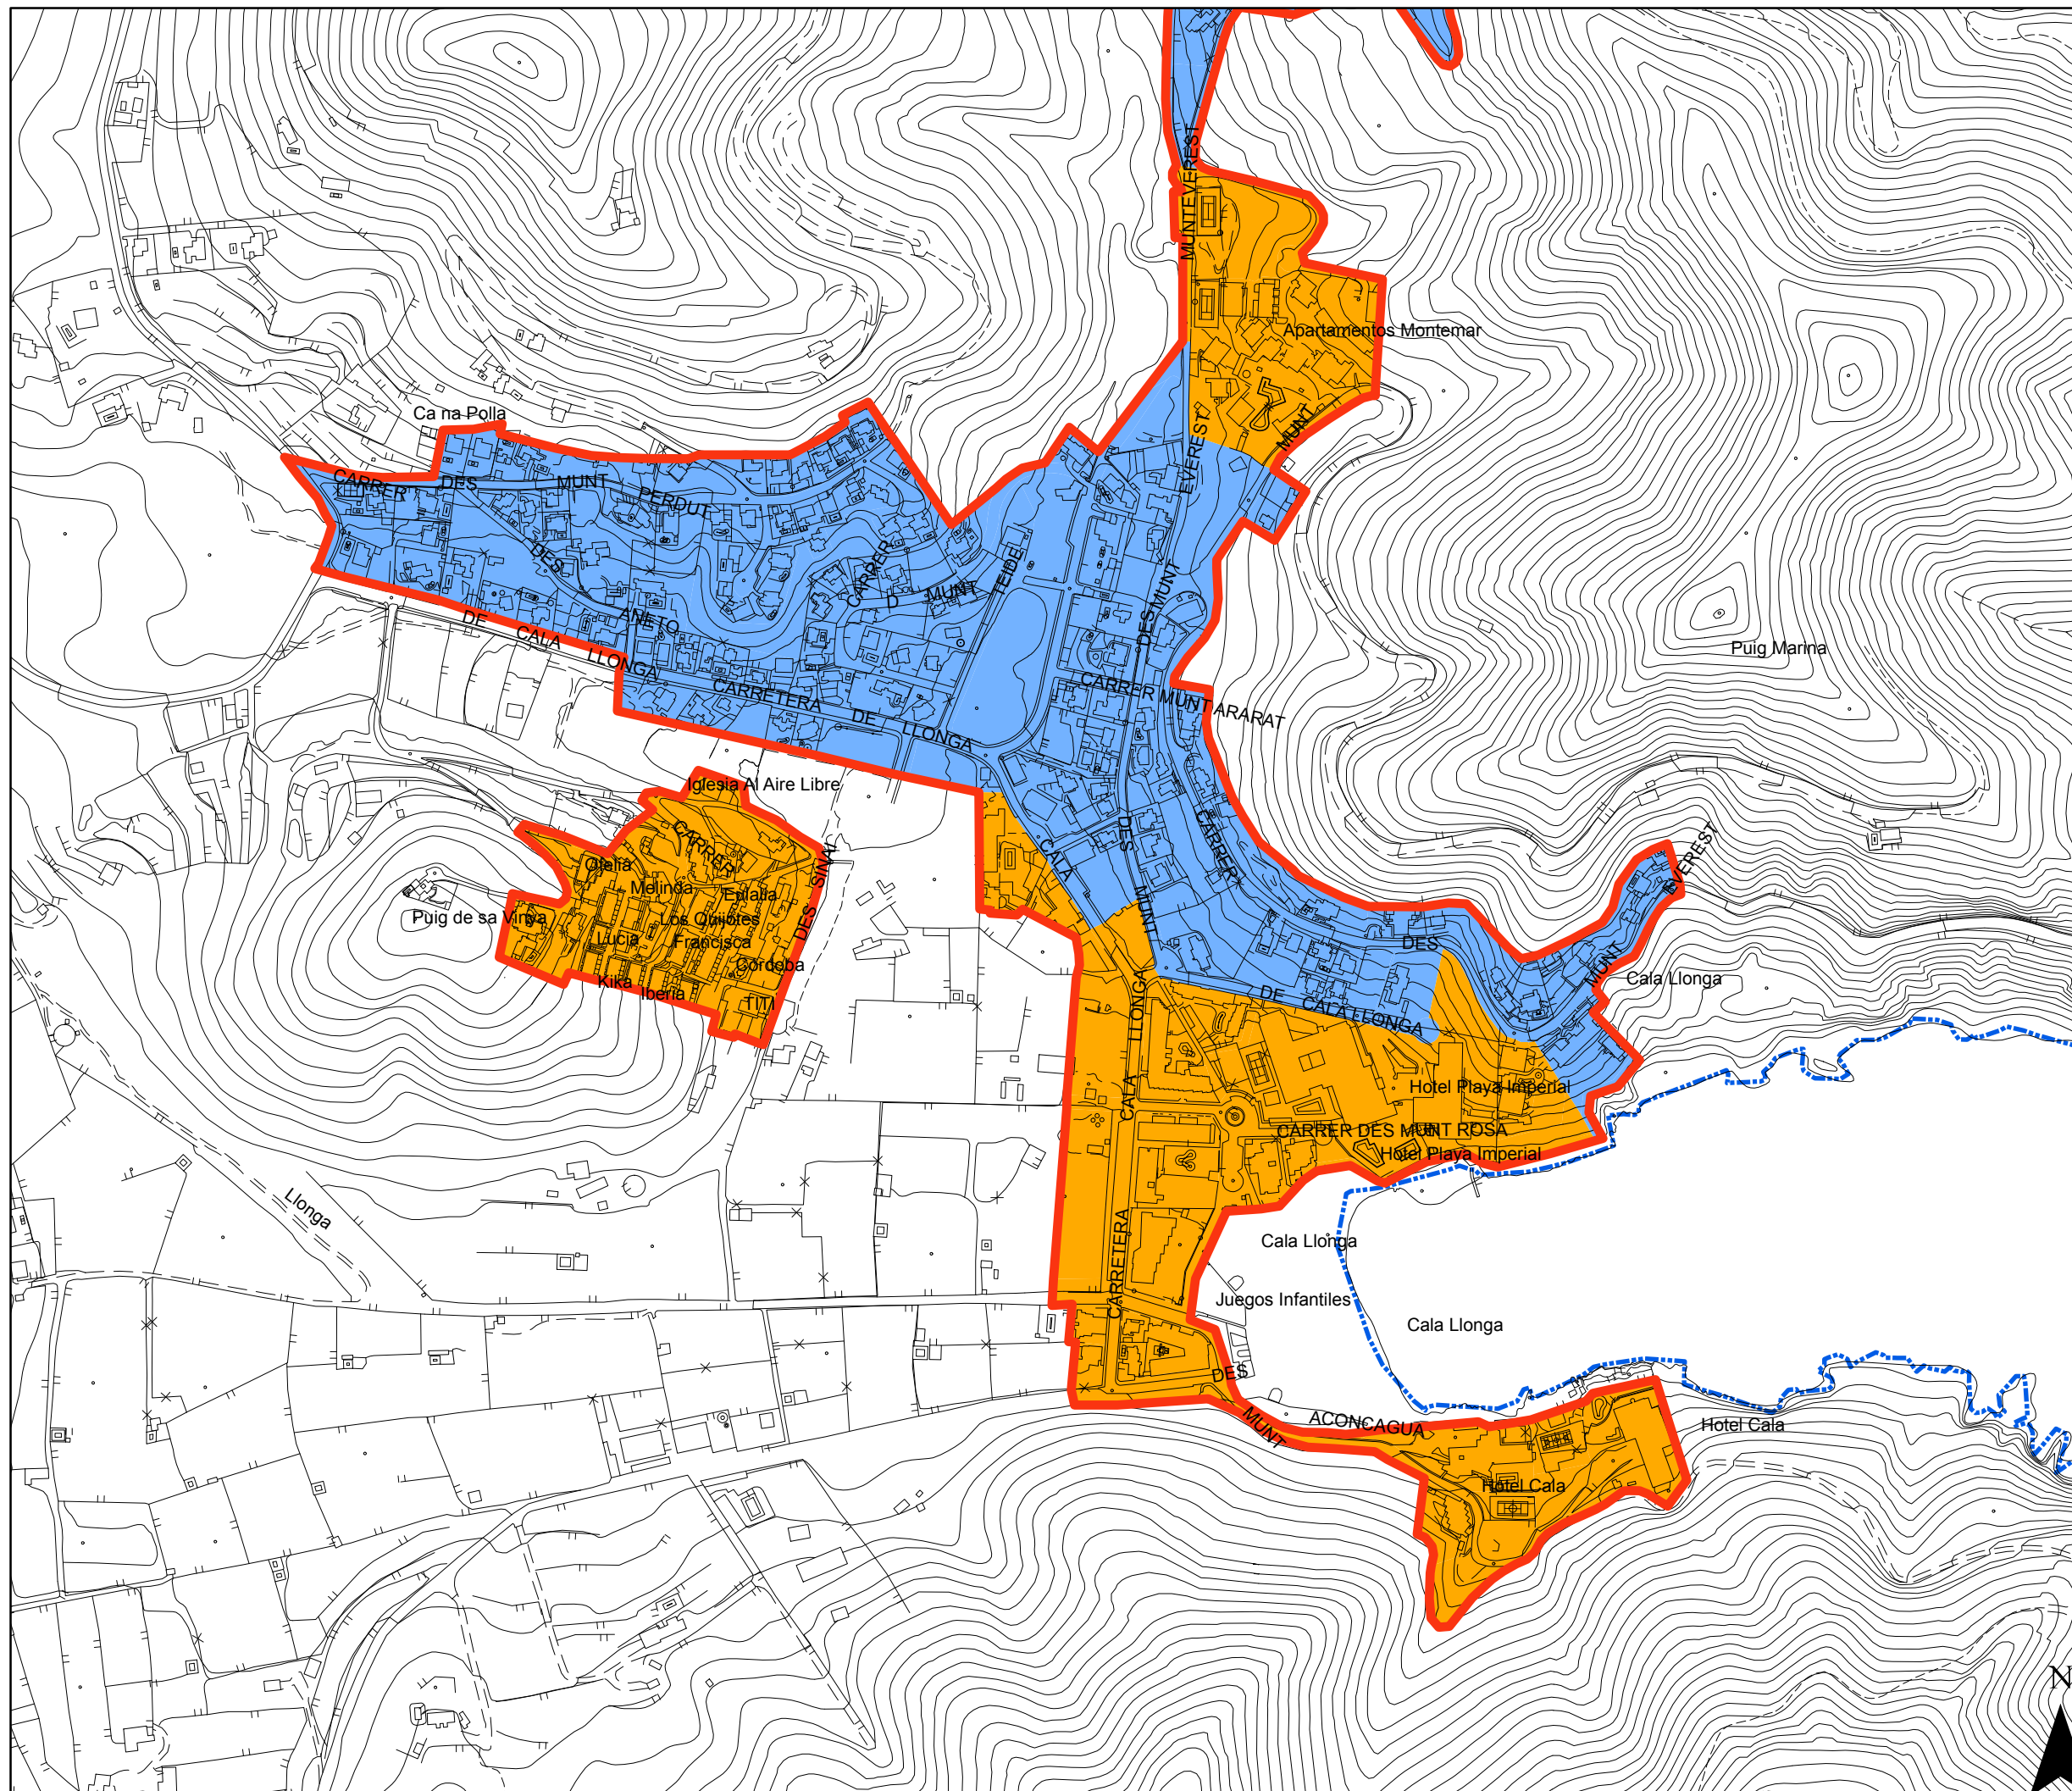 MUNTEVEREST
Apartamentos Montemar
Ca na Polla
MUNT
EVEREST
CARRER
DES
MUNT
PERDUT
DES
ANETO
CARRER
D
MUNT
TEIDE
DES MUNT
DE
CALA
LLONGA
CARRETERA
DE
LLONGA
CARRER MUNT ARARAT
Puig Marina
Iglesia Al Aire Libre
CARRER
Ofelia
Melinda
Eulalia
Los Quijotes
Lucia
Francisca
Cordoba
Kika
Iberia
TITI
DES SINAI
Puig de sa Vinya
CALA
DES
MUNT
CARRER
DES
MUNT
EVEREST
Cala Llonga
DE
CALA LLONGA
CALA LLONGA
Hotel Playa Imperial
CARRER DES MUNT ROSA
Hotel Playa Imperial
Llonga
CARRETERA
Cala Llonga
Juegos Infantiles
Cala Llonga
DES
MUNT
ACONCAGUA
Hotel Cala
Hotel Cala
N